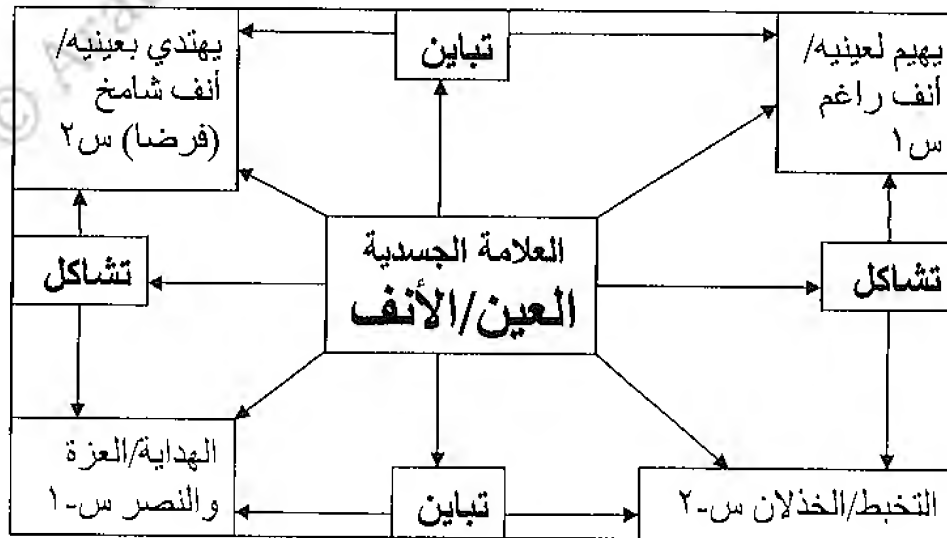 يهيم لعينيه/
أنف راغم
س١
تباين
يهتدي بعينيه/
أنف شامخ
(فرضا) س٢
العلامة الجسدية
العين/الأنف
تشاكل
تشاكل
التخبط/الخذلان س-٢
تباين
الهداية/العزة
والنصر س-١